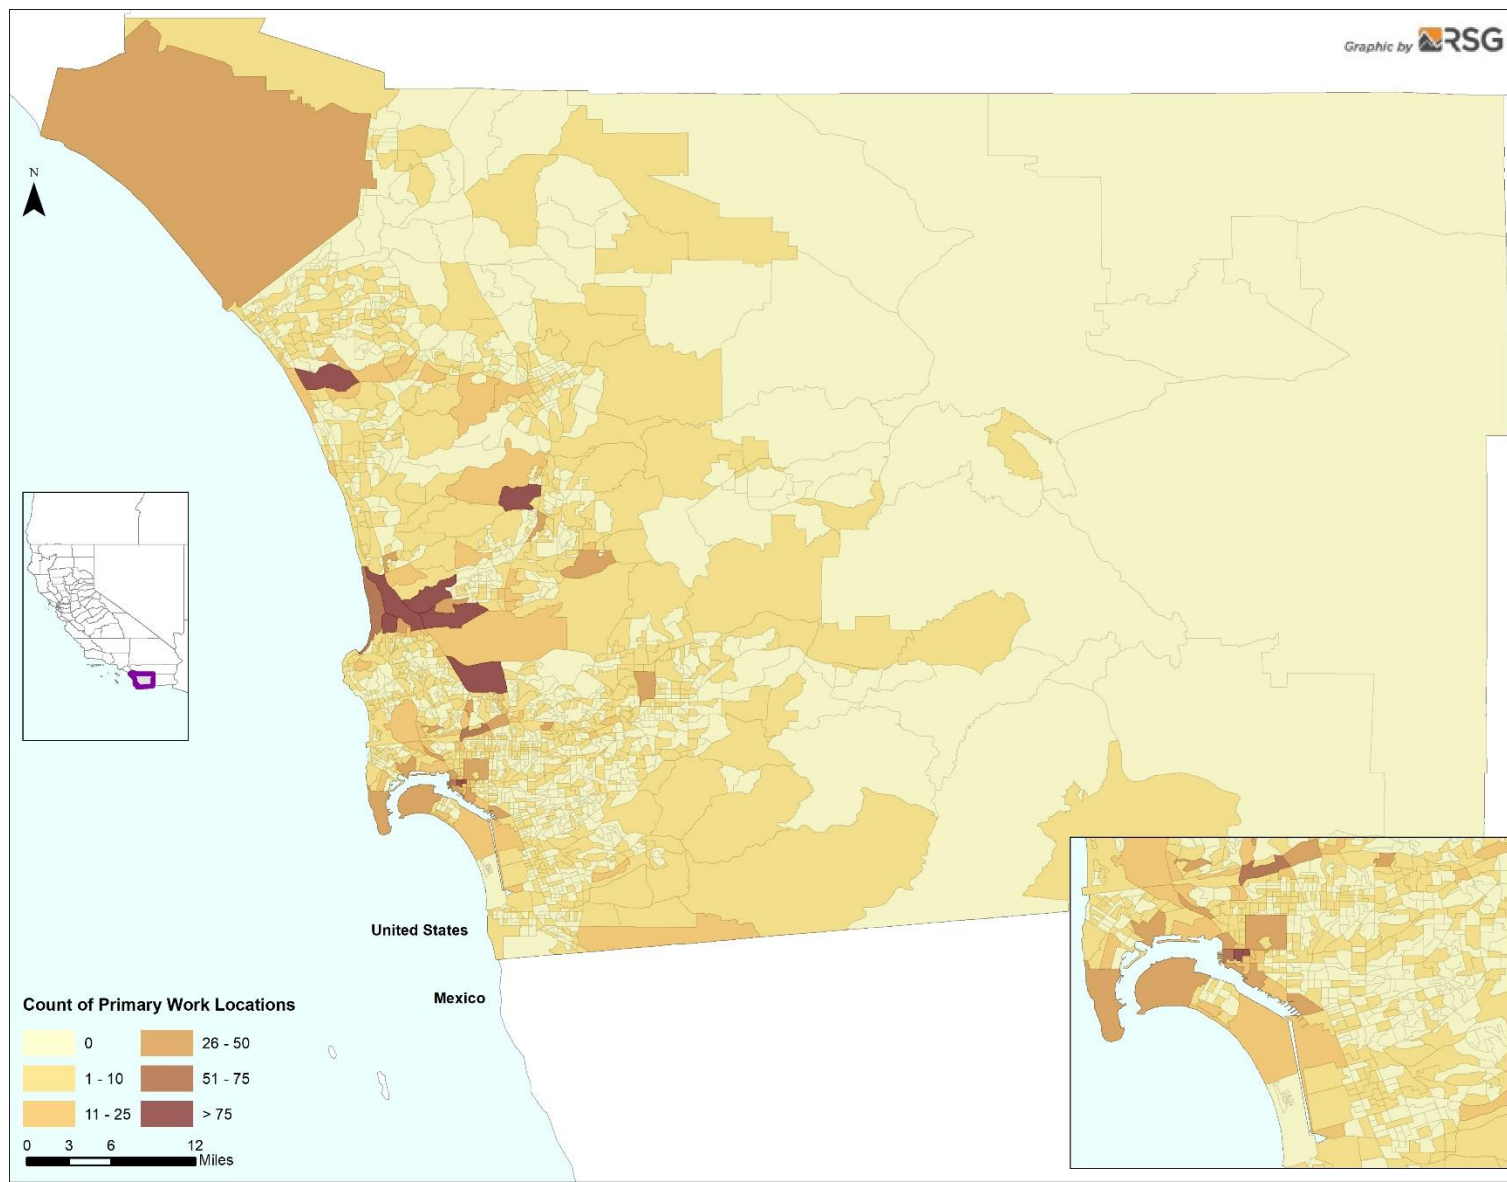 Graphic by RSG
N
United States
Mexico
Count of Primary Work Locations
0
26 - 50
1 - 10
51 - 75
11 - 25
> 75
0 3 6 12
Miles